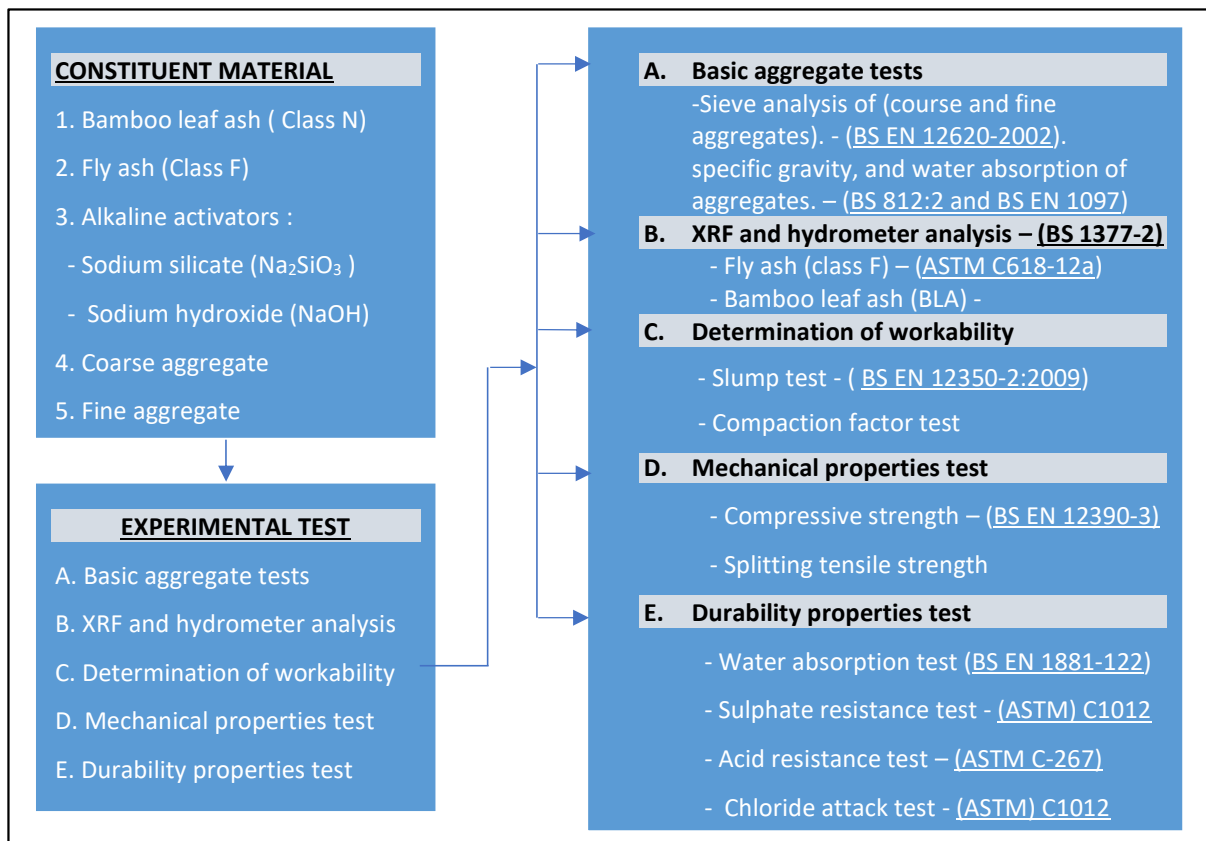 CONSTITUENT MATERIAL
1. Bamboo leaf ash ( Class N)
2. Fly ash (Class F)
3. Alkaline activators :
- Sodium silicate (Na₂SiO₃ )
- Sodium hydroxide (NaOH)
4. Coarse aggregate
5. Fine aggregate
EXPERIMENTAL TEST
A. Basic aggregate tests
B. XRF and hydrometer analysis
C. Determination of workability
D. Mechanical properties test
E. Durability properties test
A. Basic aggregate tests
-Sieve analysis of (course and fine
aggregates). - (BS EN 12620-2002).
specific gravity, and water absorption of
aggregates. – (BS 812:2 and BS EN 1097)
B. XRF and hydrometer analysis – (BS 1377-2)
- Fly ash (class F) – (ASTM C618-12a)
- Bamboo leaf ash (BLA) -
C. Determination of workability
- Slump test - ( BS EN 12350-2:2009)
- Compaction factor test
D. Mechanical properties test
- Compressive strength – (BS EN 12390-3)
- Splitting tensile strength
E. Durability properties test
- Water absorption test (BS EN 1881-122)
- Sulphate resistance test - (ASTM) C1012
- Acid resistance test – (ASTM C-267)
- Chloride attack test - (ASTM) C1012